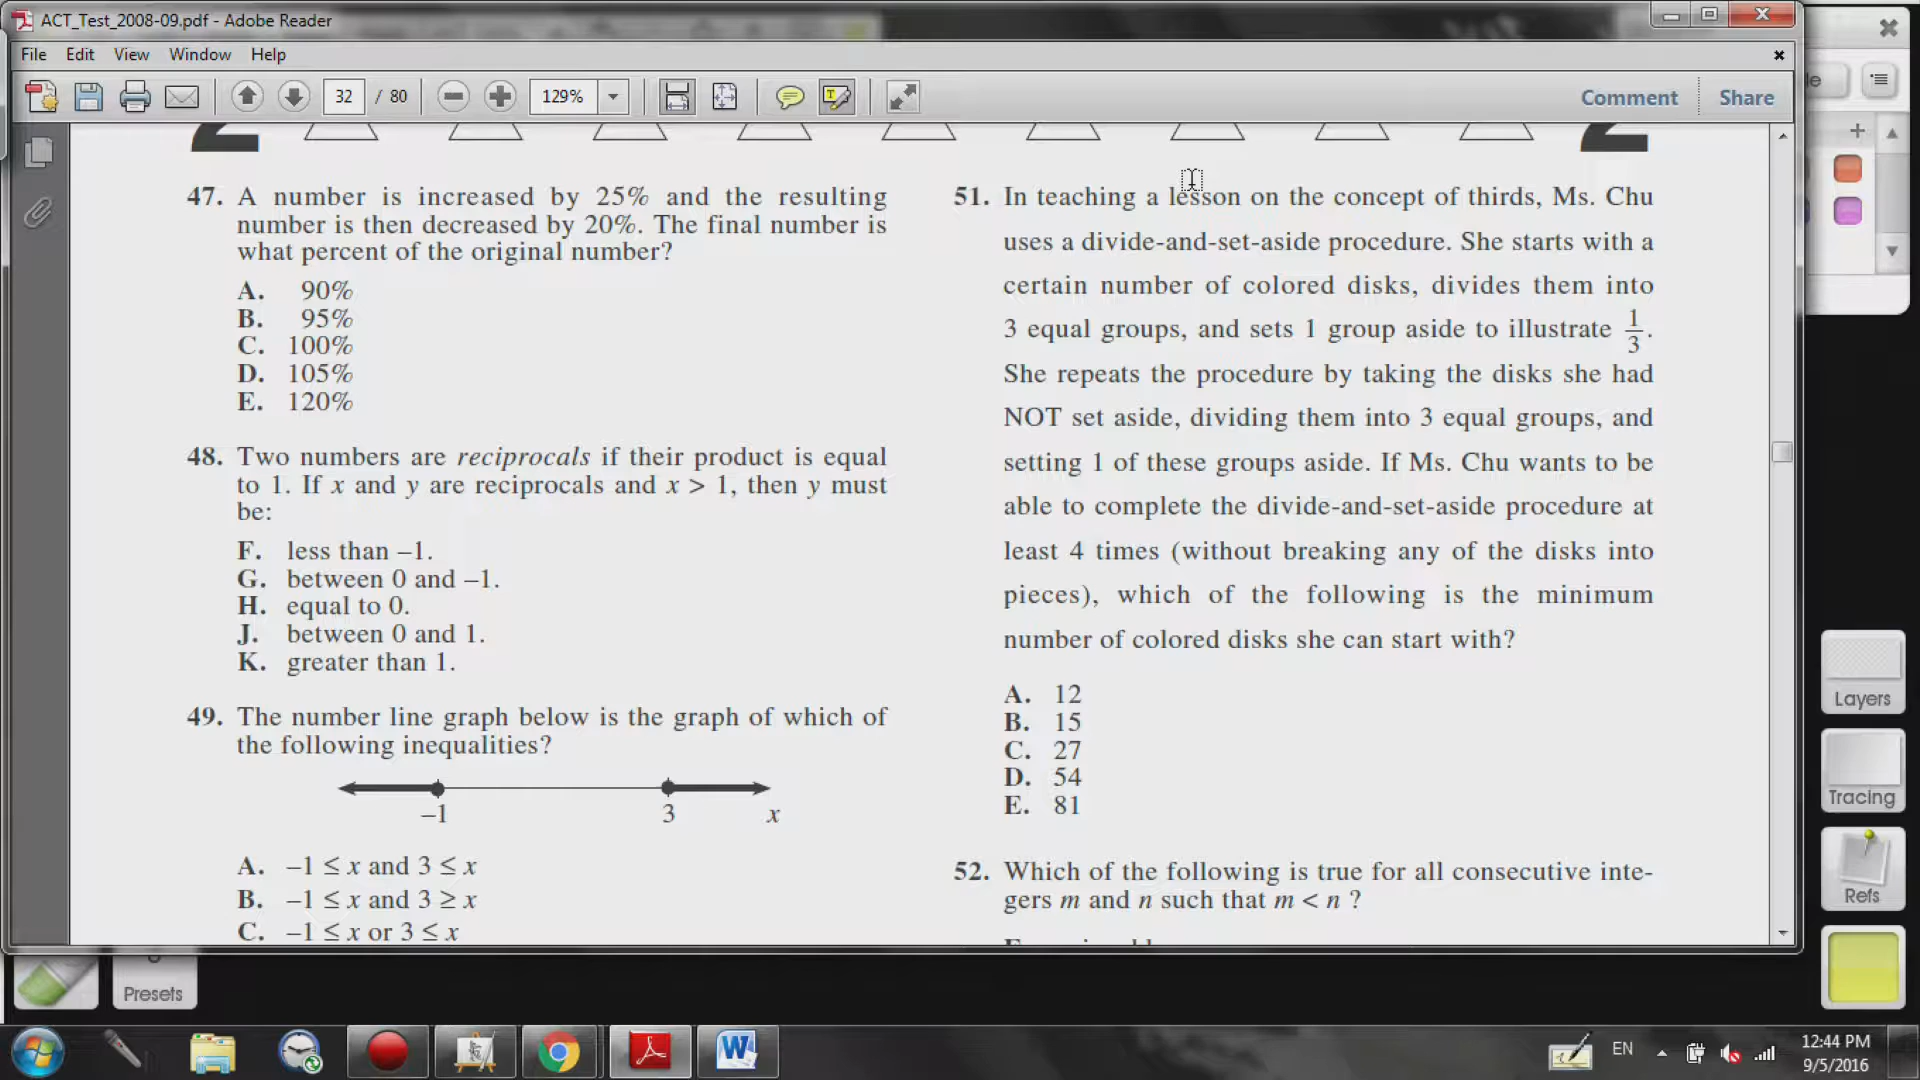 ACT_Test_2008-09.pdf - Adobe Reader
File Edit View Window Help
32 / 80 129% Comment Share
2 2
47. A number is increased by 25% and the resulting
number is then decreased by 20%. The final number is
what percent of the original number?
A. 90%
B. 95%
C. 100%
D. 105%
E. 120%
48. Two numbers are reciprocals if their product is equal
to 1. If x and y are reciprocals and x > 1, then y must
be:
F. less than –1.
G. between 0 and –1.
H. equal to 0.
J. between 0 and 1.
K. greater than 1.
49. The number line graph below is the graph of which of
the following inequalities?
–1 3 x
A. –1 ≤ x and 3 ≤ x
B. –1 ≤ x and 3 ≥ x
C. –1 ≤ x or 3 ≤ x
51. In teaching a lesson on the concept of thirds, Ms. Chu
uses a divide-and-set-aside procedure. She starts with a
certain number of colored disks, divides them into
3 equal groups, and sets 1 group aside to illustrate 1/3.
She repeats the procedure by taking the disks she had
NOT set aside, dividing them into 3 equal groups, and
setting 1 of these groups aside. If Ms. Chu wants to be
able to complete the divide-and-set-aside procedure at
least 4 times (without breaking any of the disks into
pieces), which of the following is the minimum
number of colored disks she can start with?
A. 12
B. 15
C. 27
D. 54
E. 81
52. Which of the following is true for all consecutive inte-
gers m and n such that m < n ?
Layers
Tracing
Refs
Presets
EN
12:44 PM
9/5/2016